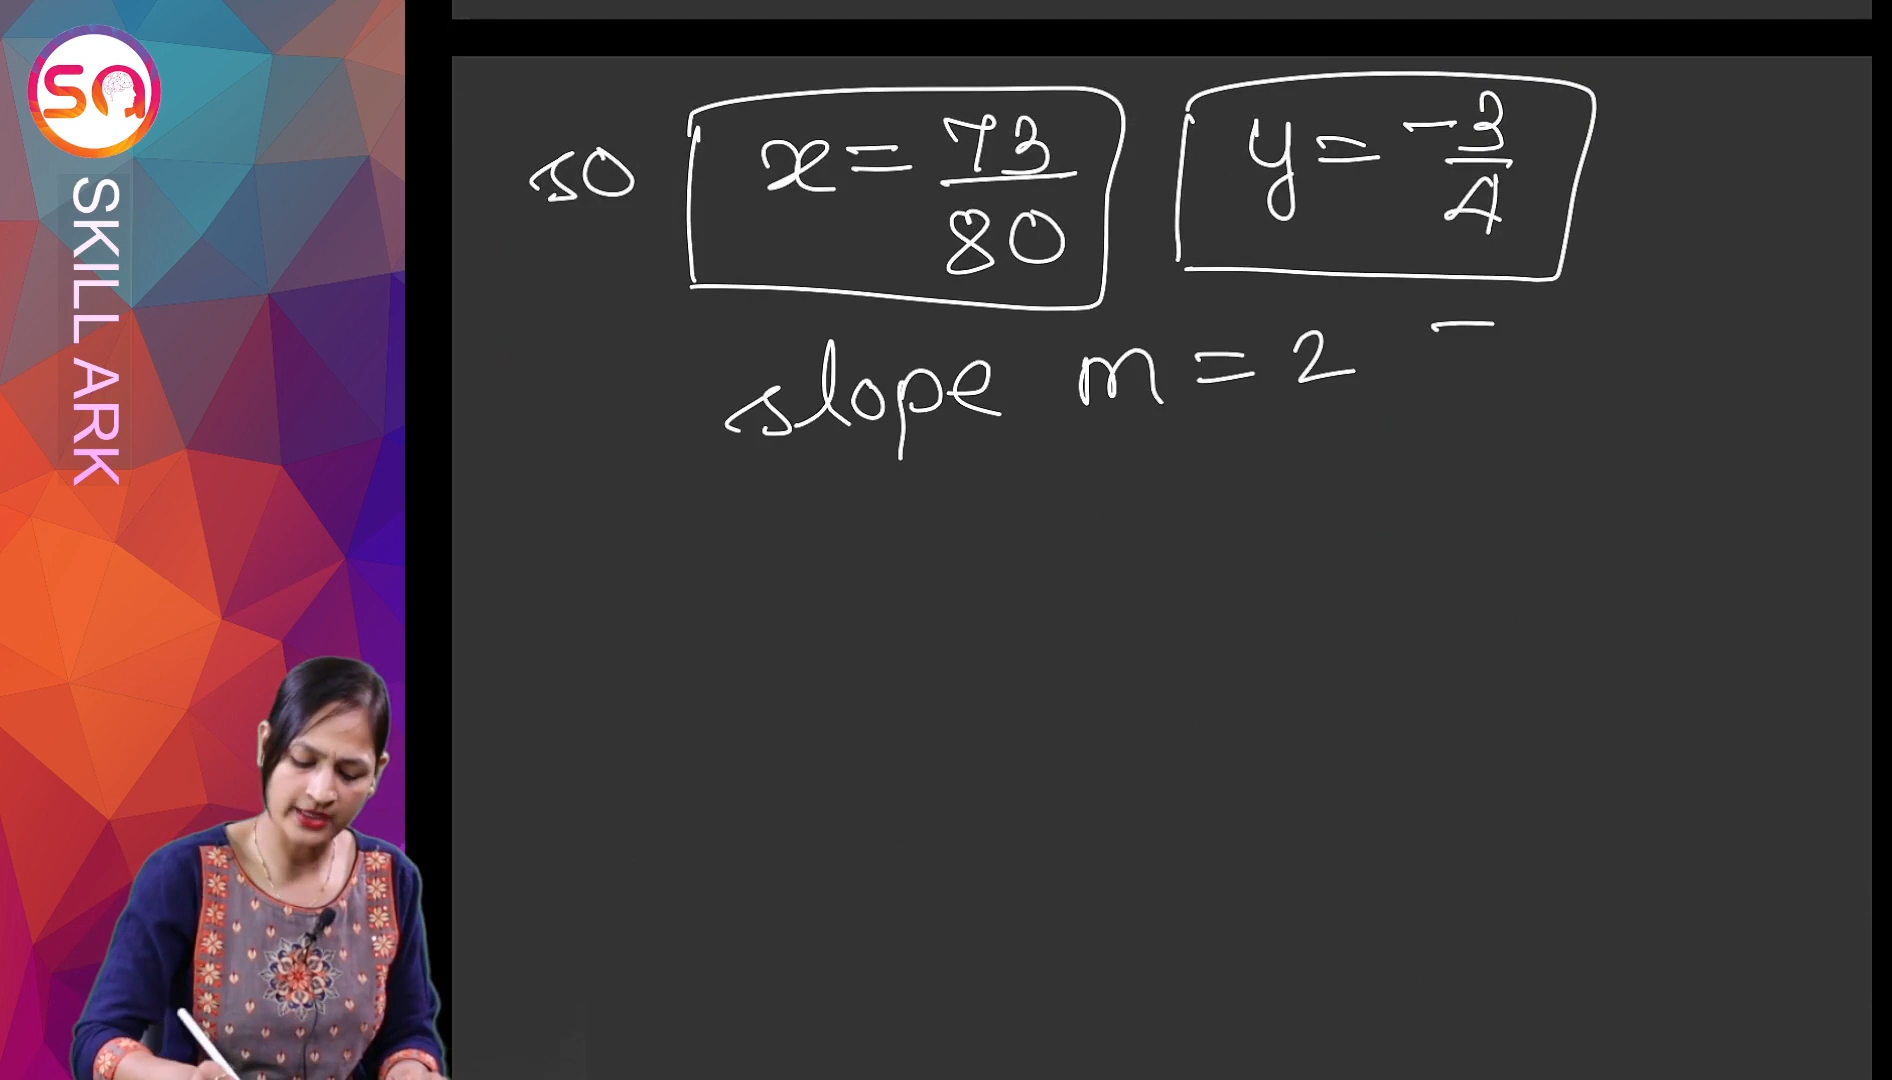 SKILL ARK
so x = 73/80 y = -3/4
slope m = 2 -